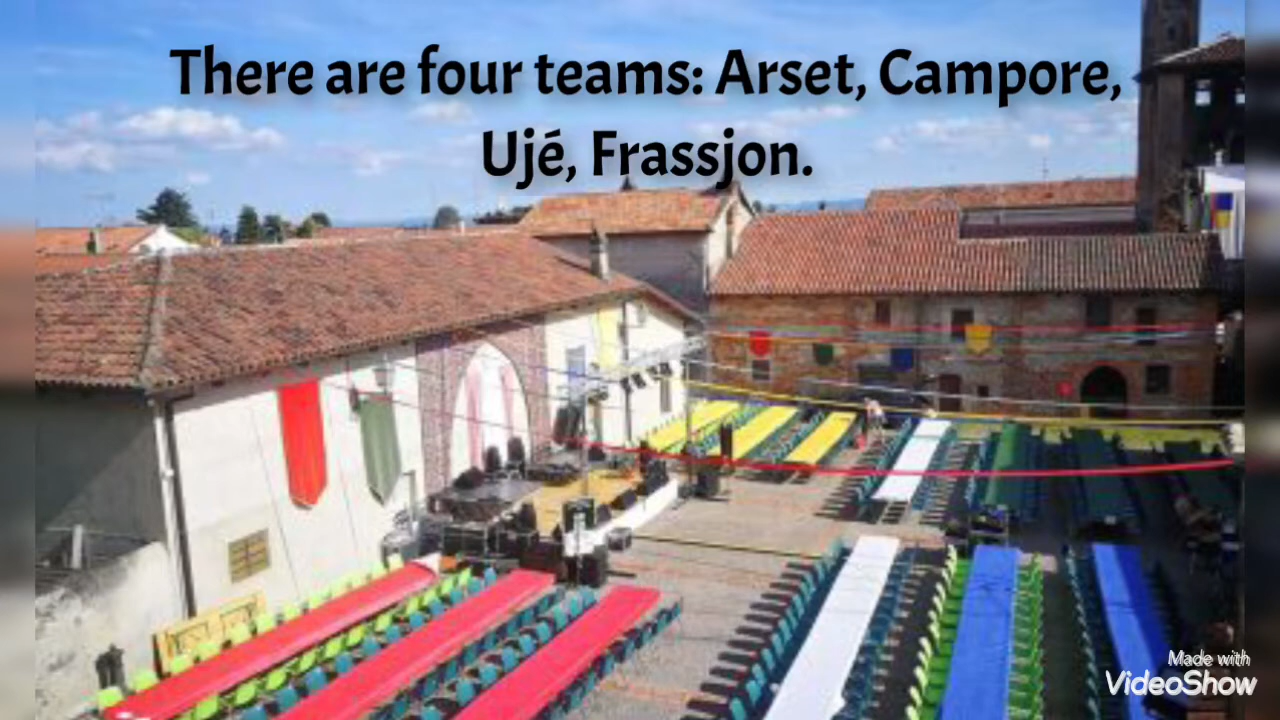 There are four teams: Arset, Campore,
Ujé, Frassjon.
Made with
VideoShow